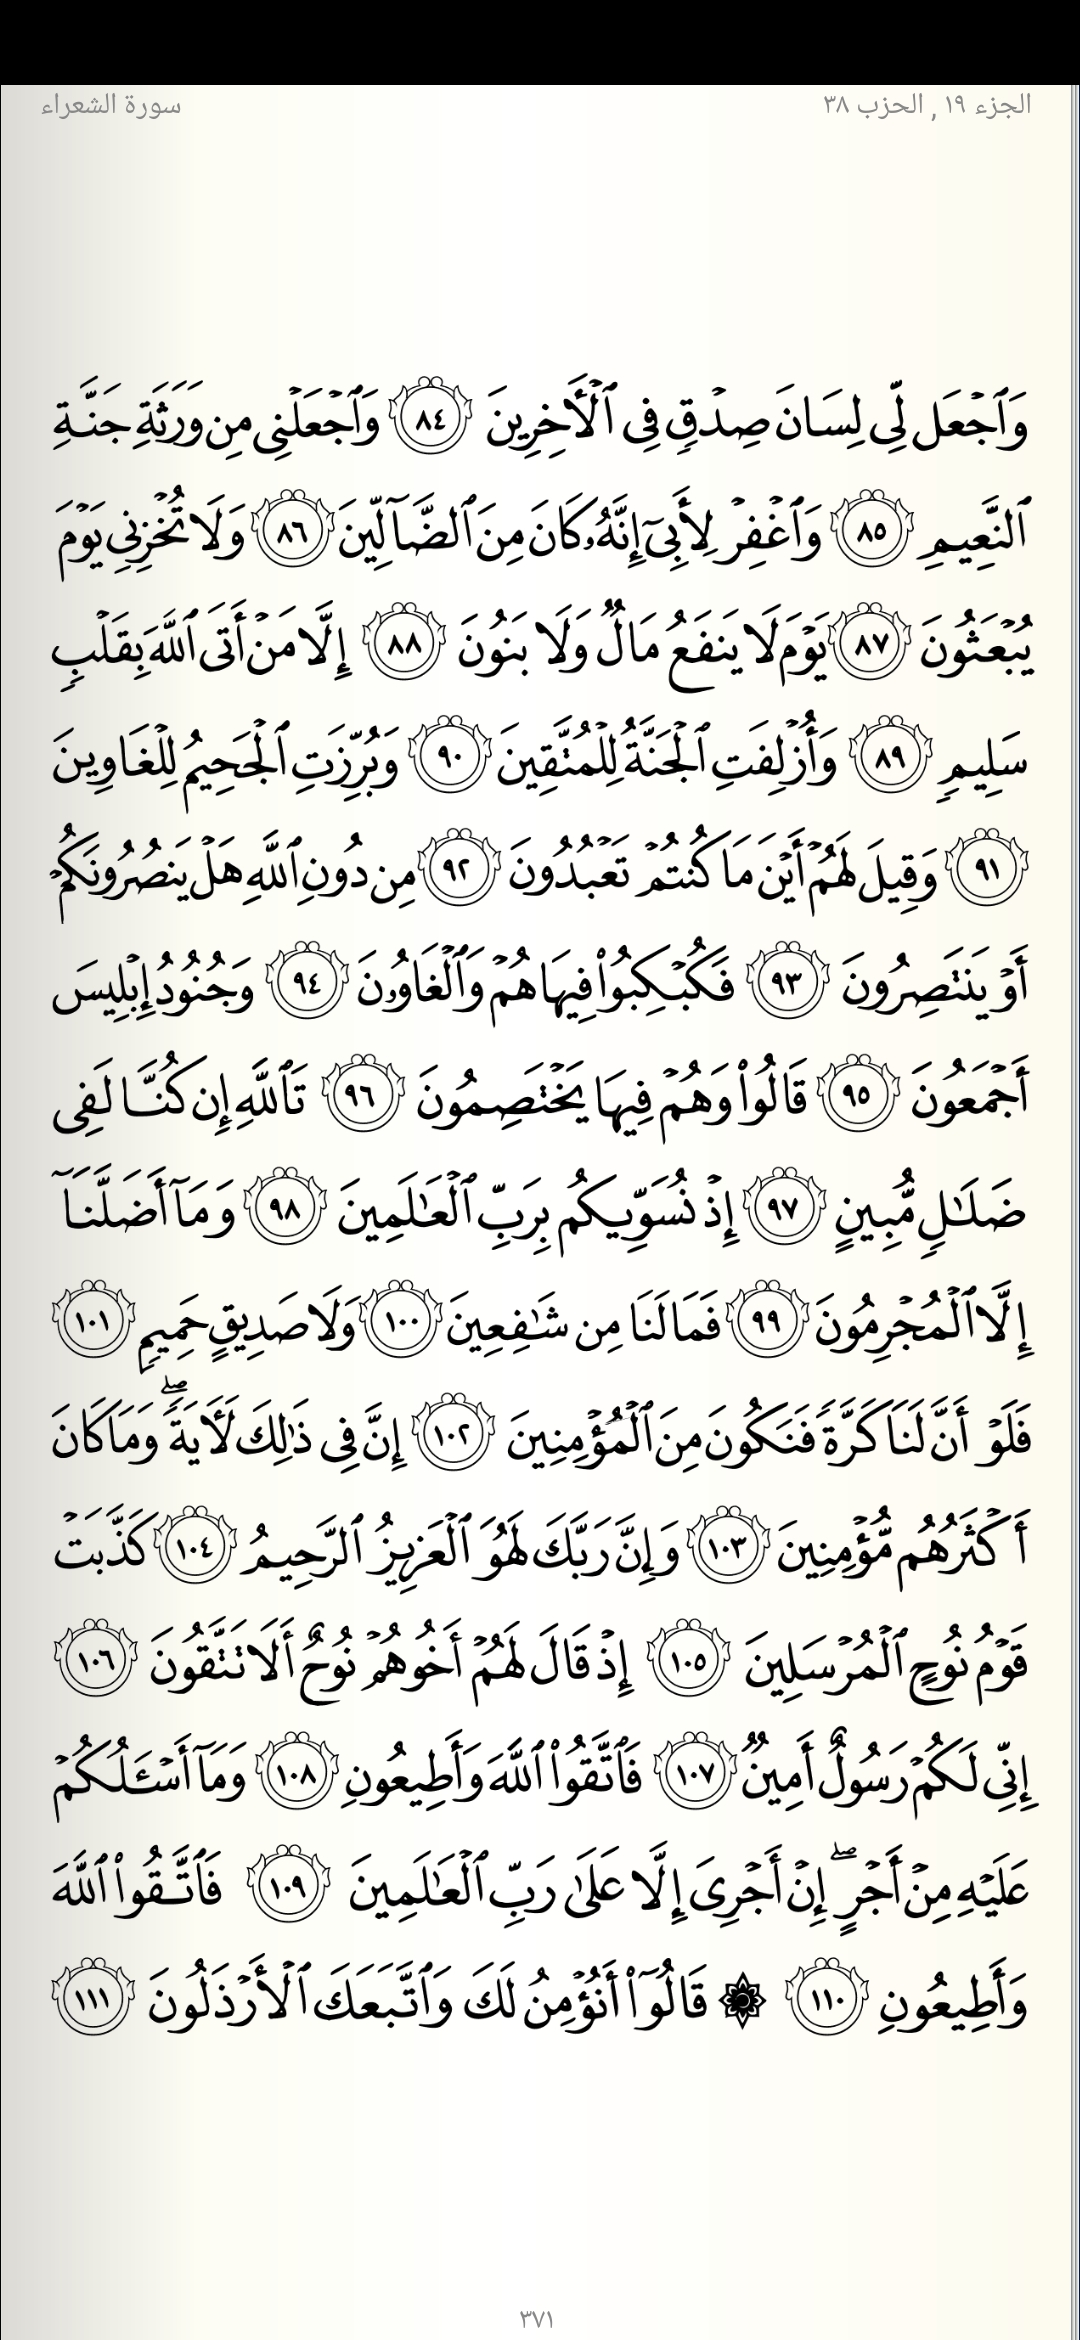 الجزء ١٩ , الحزب ٣٨
سورة الشعراء
وَٱجۡعَل لِّي لِسَانَ صِدۡقٖ فِي ٱلۡأٓخِرِينَ ٨٤ وَٱجۡعَلۡنِي مِن وَرَثَةِ جَنَّةِ
ٱلنَّعِيمِ ٨٥ وَٱغۡفِرۡ لِأَبِيٓ إِنَّهُۥ كَانَ مِنَ ٱلضَّآلِّينَ ٨٦ وَلَا تُخۡزِنِي يَوۡمَ
يُبۡعَثُونَ ٨٧ يَوۡمَ لَا يَنفَعُ مَالٞ وَلَا بَنُونَ ٨٨ إِلَّا مَنۡ أَتَى ٱللَّهَ بِقَلۡبٖ
سَلِيمٖ ٨٩ وَأُزۡلِفَتِ ٱلۡجَنَّةُ لِلۡمُتَّقِينَ ٩٠ وَبُرِّزَتِ ٱلۡجَحِيمُ لِلۡغَاوِينَ
٩١ وَقِيلَ لَهُمۡ أَيۡنَ مَا كُنتُمۡ تَعۡبُدُونَ ٩٢ مِن دُونِ ٱللَّهِ هَلۡ يَنصُرُونَكُمۡ
أَوۡ يَنتَصِرُونَ ٩٣ فَكُبۡكِبُواْ فِيهَا هُمۡ وَٱلۡغَاوُۥنَ ٩٤ وَجُنُودُ إِبۡلِيسَ
أَجۡمَعُونَ ٩٥ قَالُواْ وَهُمۡ فِيهَا يَخۡتَصِمُونَ ٩٦ تَٱللَّهِ إِن كُنَّا لَفِي
ضَلَٰلٖ مُّبِينٍ ٩٧ إِذۡ نُسَوِّيكُم بِرَبِّ ٱلۡعَٰلَمِينَ ٩٨ وَمَآ أَضَلَّنَآ
إِلَّا ٱلۡمُجۡرِمُونَ ٩٩ فَمَا لَنَا مِن شَٰفِعِينَ ١٠٠ وَلَا صَدِيقٍ حَمِيمٖ ١٠١
فَلَوۡ أَنَّ لَنَا كَرَّةٗ فَنَكُونَ مِنَ ٱلۡمُؤۡمِنِينَ ١٠٢ إِنَّ فِي ذَٰلِكَ لَأٓيَةٗۖ وَمَا كَانَ
أَكۡثَرُهُم مُّؤۡمِنِينَ ١٠٣ وَإِنَّ رَبَّكَ لَهُوَ ٱلۡعَزِيزُ ٱلرَّحِيمُ ١٠٤ كَذَّبَتۡ
قَوۡمُ نُوحٍ ٱلۡمُرۡسَلِينَ ١٠٥ إِذۡ قَالَ لَهُمۡ أَخُوهُمۡ نُوحٌ أَلَا تَتَّقُونَ ١٠٦
إِنِّي لَكُمۡ رَسُولٌ أَمِينٞ ١٠٧ فَٱتَّقُواْ ٱللَّهَ وَأَطِيعُونِ ١٠٨ وَمَآ أَسۡـَٔلُكُمۡ
عَلَيۡهِ مِنۡ أَجۡرٍۖ إِنۡ أَجۡرِيَ إِلَّا عَلَىٰ رَبِّ ٱلۡعَٰلَمِينَ ١٠٩ فَٱتَّقُواْ ٱللَّهَ
وَأَطِيعُونِ ١١٠ ۞ قَالُوٓاْ أَنُؤۡمِنُ لَكَ وَٱتَّبَعَكَ ٱلۡأَرۡذَلُونَ ١١١
٣٧١